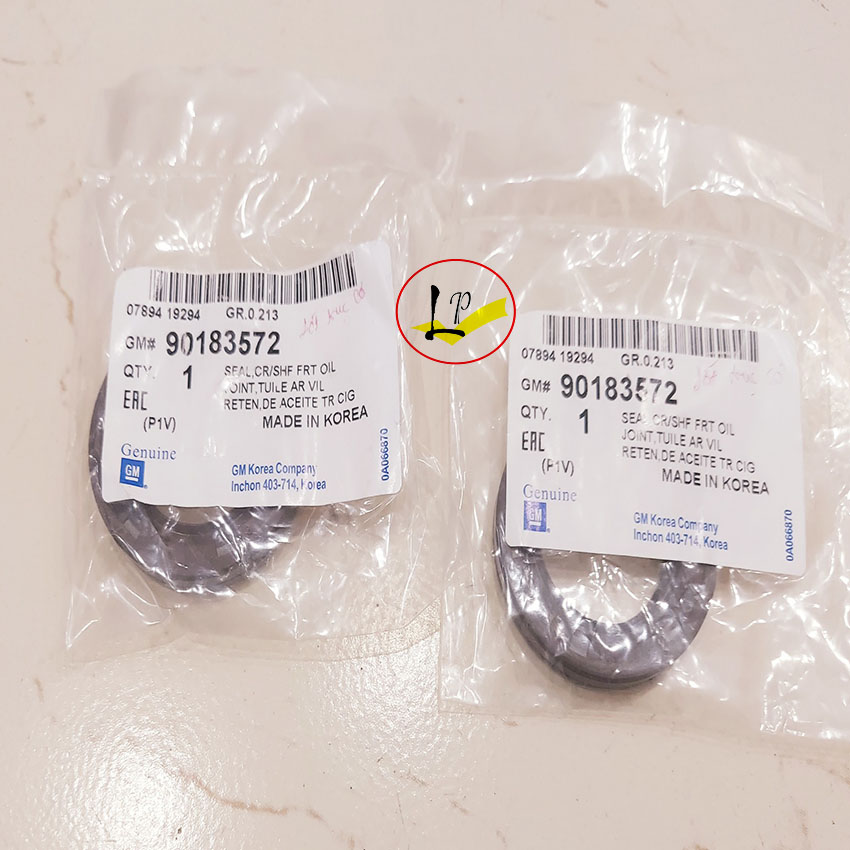 07894 19294 GR.0.213
GM# 90183572
QTY. 1
SEAL,CR/SHF FRT OIL
JOINT,TUILE AR VIL
RETEN,DE ACEITE TR CIG
EAC
(P1V)
MADE IN KOREA
Genuine
GM
GM Korea Company
Inchon 403-714, Korea
0A066870
LP
07894 19294 GR.0.213
GM# 90183572
QTY. 1
SEAL,CR/SHF FRT OIL
JOINT,TUILE AR VIL
RETEN,DE ACEITE TR CIG
EAC
(P1V)
MADE IN KOREA
Genuine
GM
GM Korea Company
Inchon 403-714, Korea
0A066870